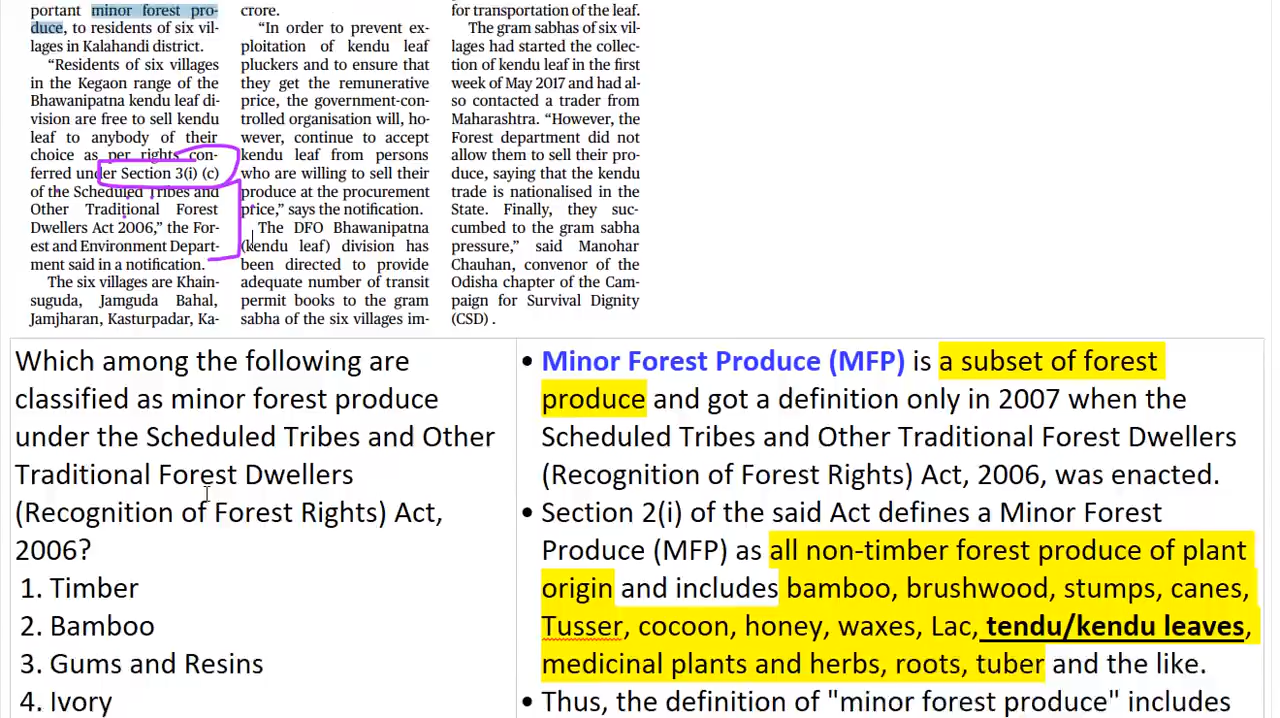 portant minor forest pro-
duce, to residents of six vil-
lages in Kalahandi district.
“Residents of six villages
in the Kegaon range of the
Bhawanipatna kendu leaf di-
vision are free to sell kendu
leaf to anybody of their
choice as per rights con-
ferred under Section 3(i) (c)
of the Scheduled Tribes and
Other Traditional Forest
Dwellers Act 2006,” the For-
est and Environment Depart-
ment said in a notification.
The six villages are Khain-
suguda, Jamguda Bahal,
Jamjharan, Kasturpadar, Ka-
crore.
“In order to prevent ex-
ploitation of kendu leaf
pluckers and to ensure that
they get the remunerative
price, the government-con-
trolled organisation will, ho-
wever, continue to accept
kendu leaf from persons
who are willing to sell their
produce at the procurement
price,” says the notification.
The DFO Bhawanipatna
(kendu leaf) division has
been directed to provide
adequate number of transit
permit books to the gram
sabha of the six villages im-
for transportation of the leaf.
The gram sabhas of six vil-
lages had started the collec-
tion of kendu leaf in the first
week of May 2017 and had al-
so contacted a trader from
Maharashtra. “However, the
Forest department did not
allow them to sell their pro-
duce, saying that the kendu
trade is nationalised in the
State. Finally, they suc-
cumbed to the gram sabha
pressure,” said Manohar
Chauhan, convenor of the
Odisha chapter of the Cam-
paign for Survival Dignity
(CSD) .
Which among the following are
classified as minor forest produce
under the Scheduled Tribes and Other
Traditional Forest Dwellers
(Recognition of Forest Rights) Act,
2006?
1. Timber
2. Bamboo
3. Gums and Resins
4. Ivory
• Minor Forest Produce (MFP) is a subset of forest
produce and got a definition only in 2007 when the
Scheduled Tribes and Other Traditional Forest Dwellers
(Recognition of Forest Rights) Act, 2006, was enacted.
• Section 2(i) of the said Act defines a Minor Forest
Produce (MFP) as all non-timber forest produce of plant
origin and includes bamboo, brushwood, stumps, canes,
Tusser, cocoon, honey, waxes, Lac, tendu/kendu leaves,
medicinal plants and herbs, roots, tuber and the like.
• Thus, the definition of "minor forest produce" includes